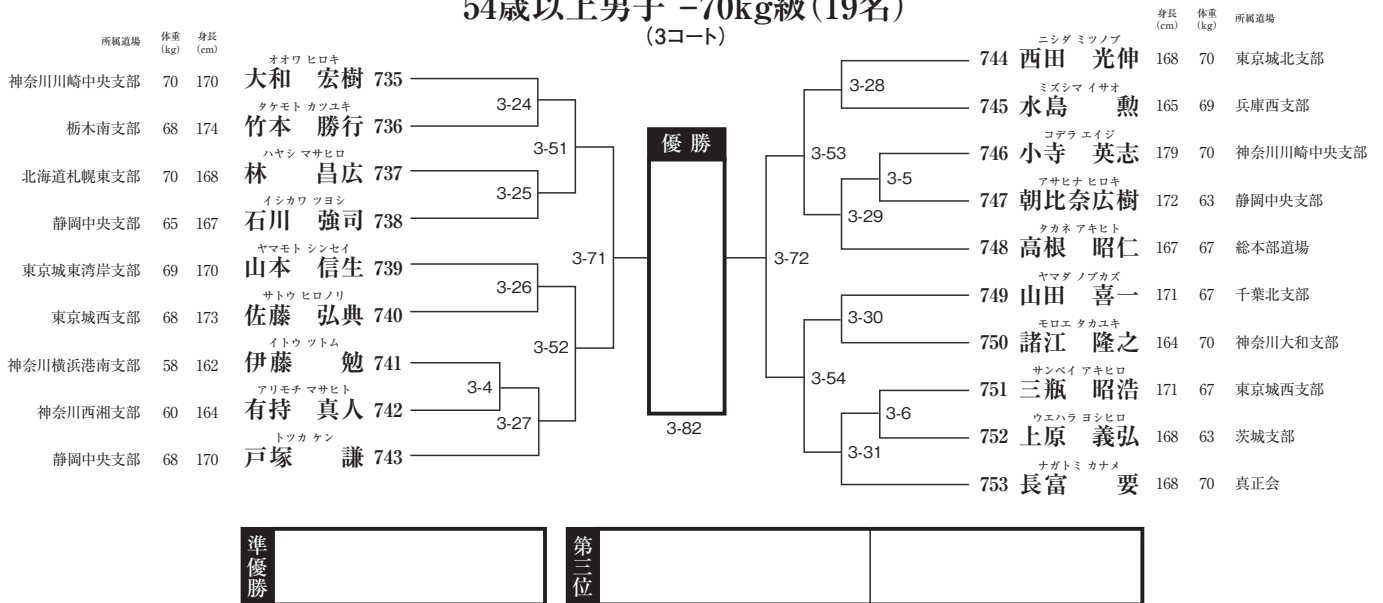 54歳以上男子 −70kg級(19名)
(3コート)
所属道場 体重(kg) 身長(cm)
オオワ ヒロキ
神奈川川崎中央支部 70 170 大和 宏樹 735
3-24
タケモト カツユキ
栃木南支部 68 174 竹本 勝行 736
3-51
ハヤシ マサヒロ
北海道札幌東支部 70 168 林 昌広 737
3-25
イシカワ ツヨシ
静岡中央支部 65 167 石川 強司 738
3-71
ヤマモト シンセイ
東京城東湾岸支部 69 170 山本 信生 739
3-26
サトウ ヒロノリ
東京城西支部 68 173 佐藤 弘典 740
3-52
イトウ ツトム
神奈川横浜港南支部 58 162 伊藤 勉 741
3-4
アリモチ マサヒト
神奈川西湘支部 60 164 有持 真人 742
3-27
トツカ ケン
静岡中央支部 68 170 戸塚 謙 743
優勝
3-82
身長(cm) 体重(kg) 所属道場
ニシダ ミツノブ
744 西田 光伸 168 70 東京城北支部
3-28
ミズシマ イサオ
745 水島 勲 165 69 兵庫西支部
3-53
コデラ エイジ
746 小寺 英志 179 70 神奈川川崎中央支部
3-5
アサヒナ ヒロキ
747 朝比奈広樹 172 63 静岡中央支部
3-29
タカネ アキヒト
748 高根 昭仁 167 67 総本部道場
3-72
ヤマダ ノブカズ
749 山田 喜一 171 67 千葉北支部
3-30
モロエ タカユキ
750 諸江 隆之 164 70 神奈川大和支部
3-54
サンペイ アキヒロ
751 三瓶 昭浩 171 67 東京城西支部
3-6
ウエハラ ヨシヒロ
752 上原 義弘 168 63 茨城支部
3-31
ナガトミ カナメ
753 長富 要 168 70 真正会
準優勝
第三位